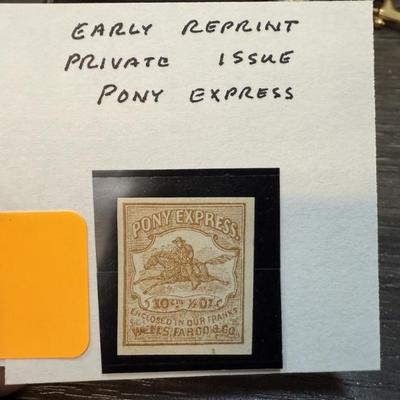 EARLY REPRINT
PRIVATE ISSUE
PONY EXPRESS
PONY EXPRESS.
10 cts ½ OZ.
ENCLOSED IN OUR FRANKS
WELLS, FARGO & CO.